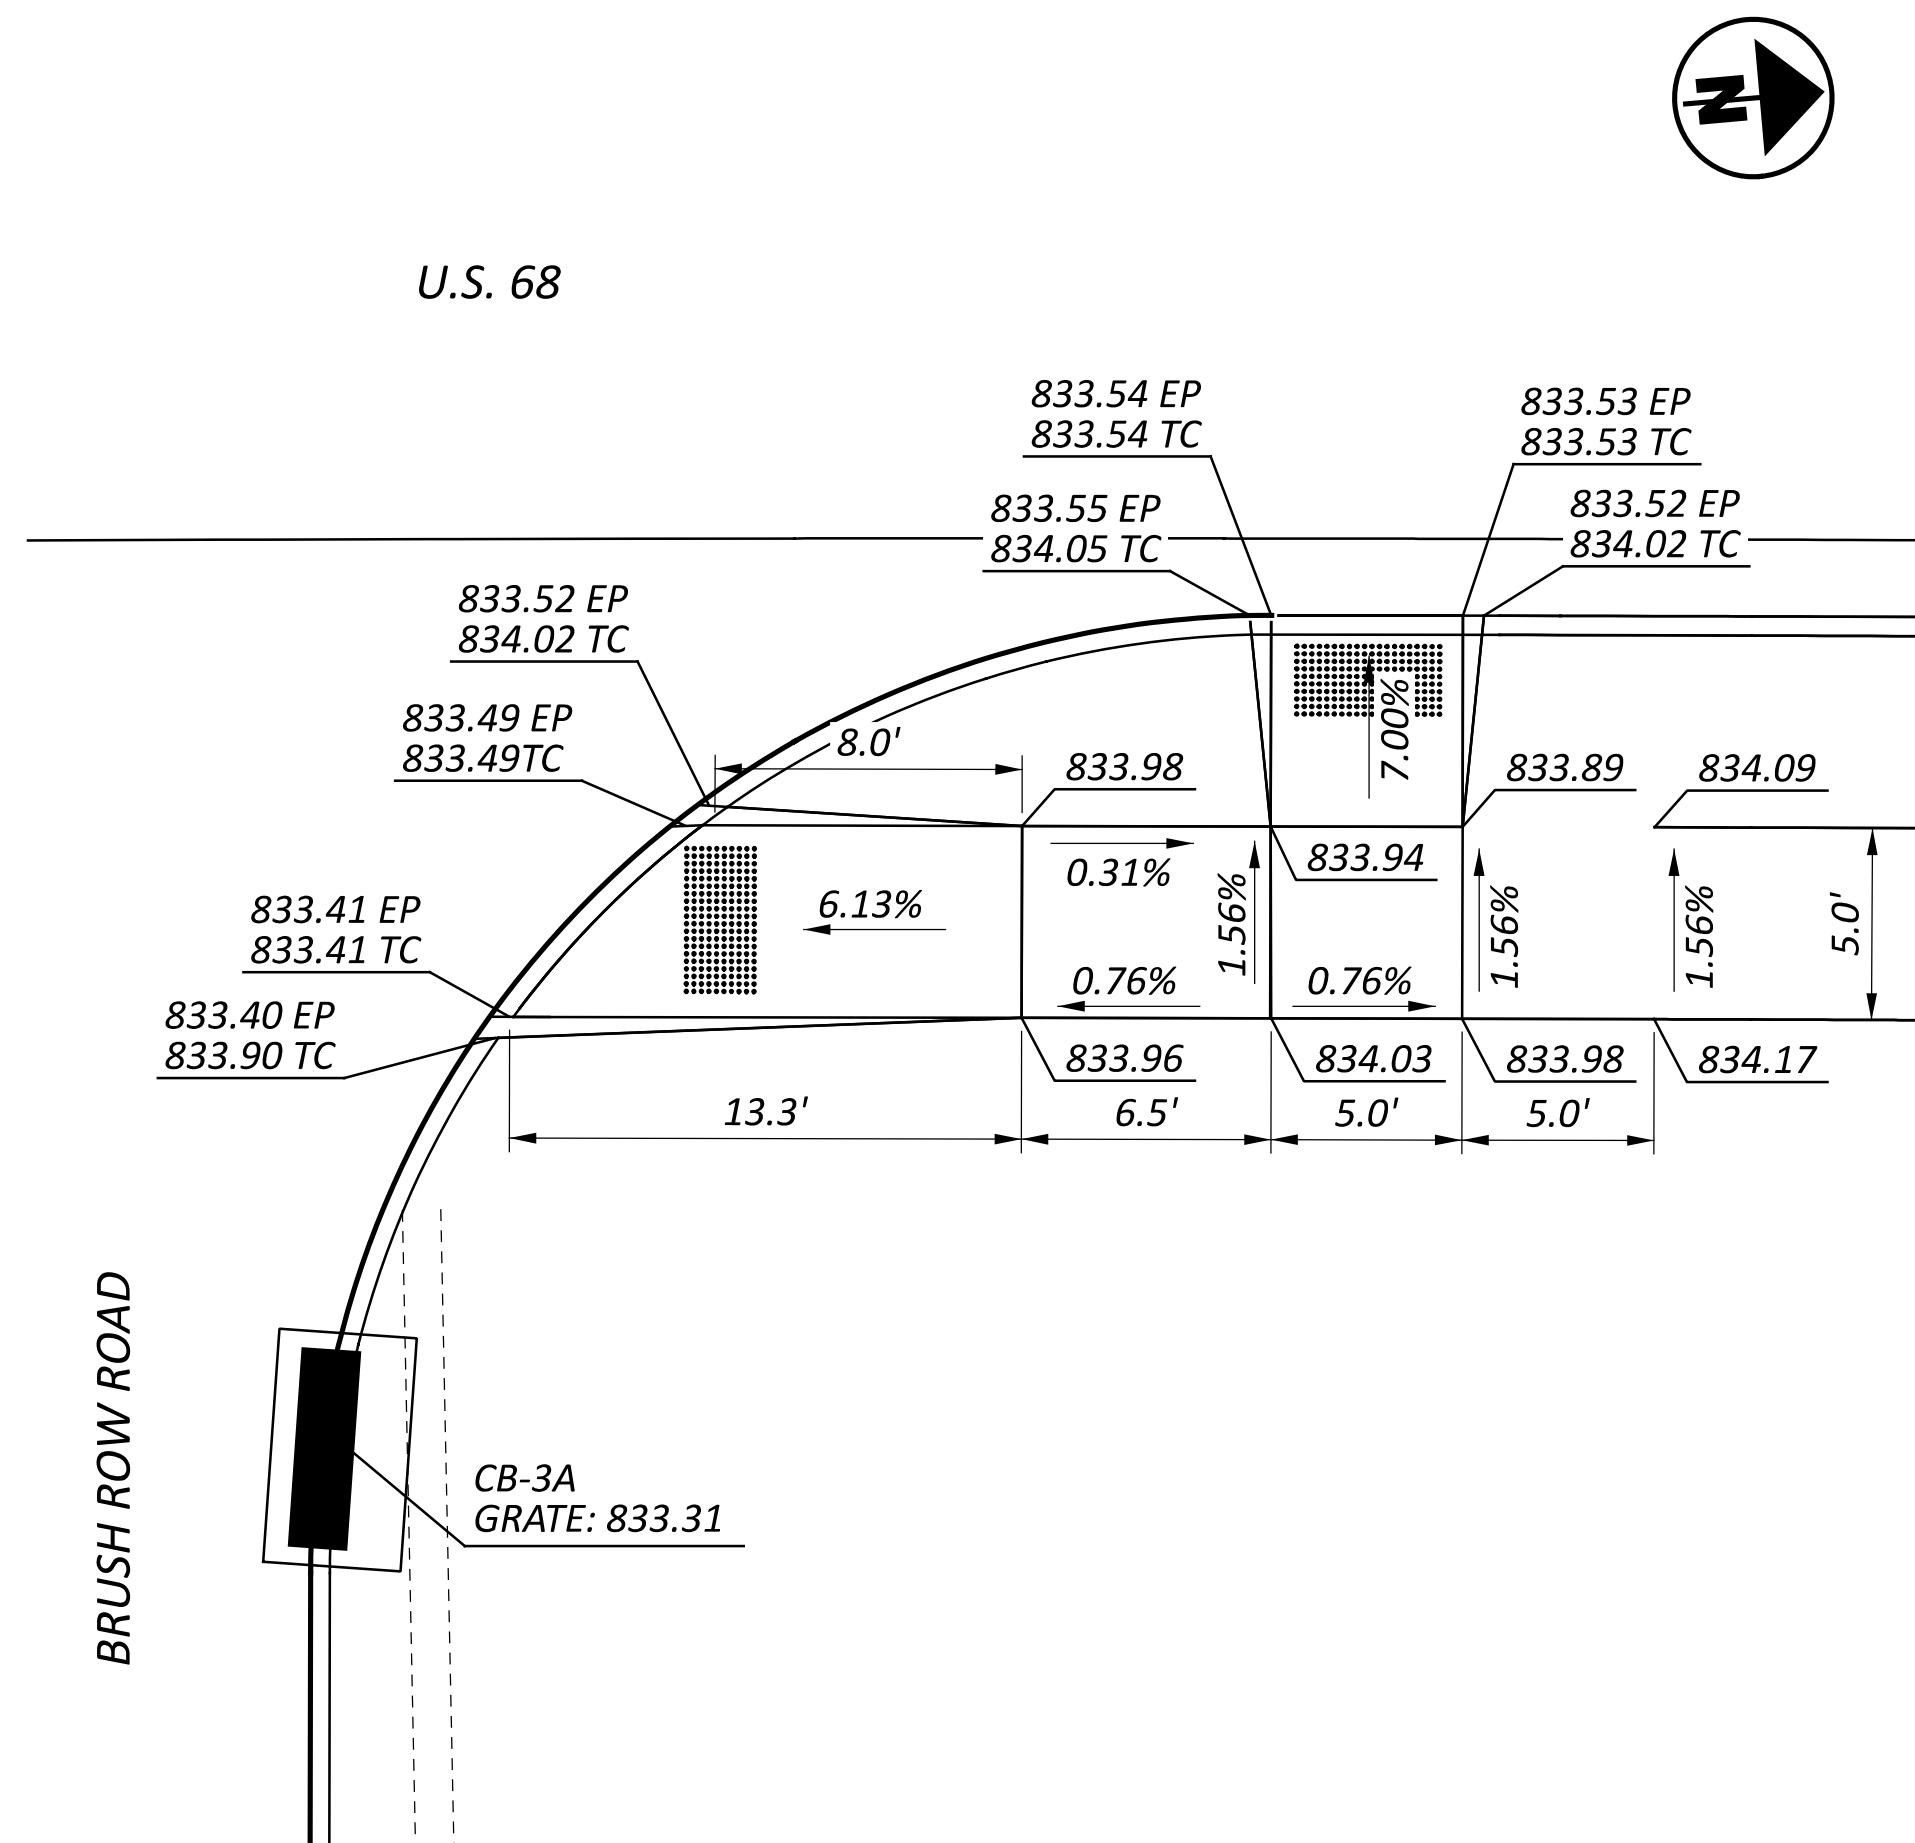 N
U.S. 68
833.54 EP
833.54 TC
833.53 EP
833.53 TC
833.55 EP
834.05 TC
833.52 EP
834.02 TC
833.52 EP
834.02 TC
833.49 EP
833.49TC
8.0'
7.00%
833.98
833.89
834.09
0.31%
833.94
6.13%
1.56%
1.56%
1.56%
5.0'
833.41 EP
833.41 TC
0.76%
0.76%
833.40 EP
833.90 TC
833.96
834.03
833.98
834.17
13.3'
6.5'
5.0'
5.0'
BRUSH ROW ROAD
CB-3A
GRATE: 833.31